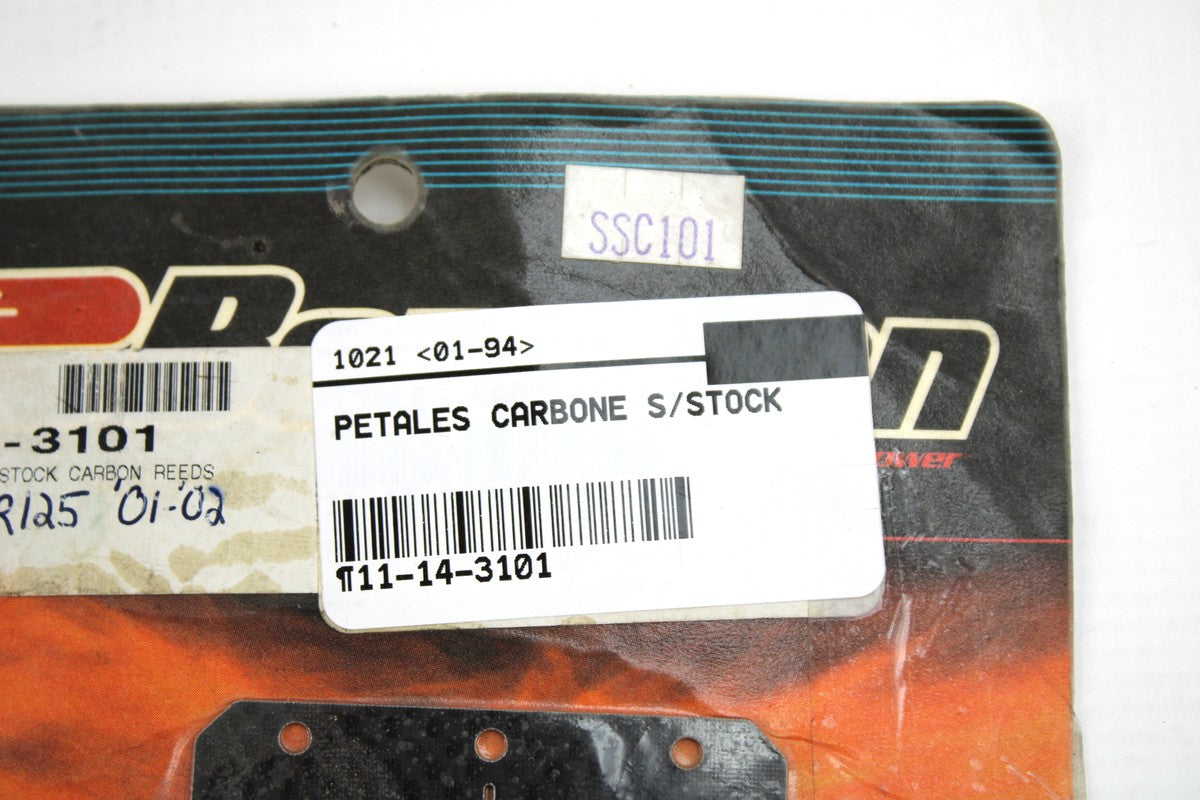 SSC101
1021 <01-94>
PETALES CARBONE S/STOCK
¶11-14-3101
-3101
STOCK CARBON REEDS
R125 '01-'02